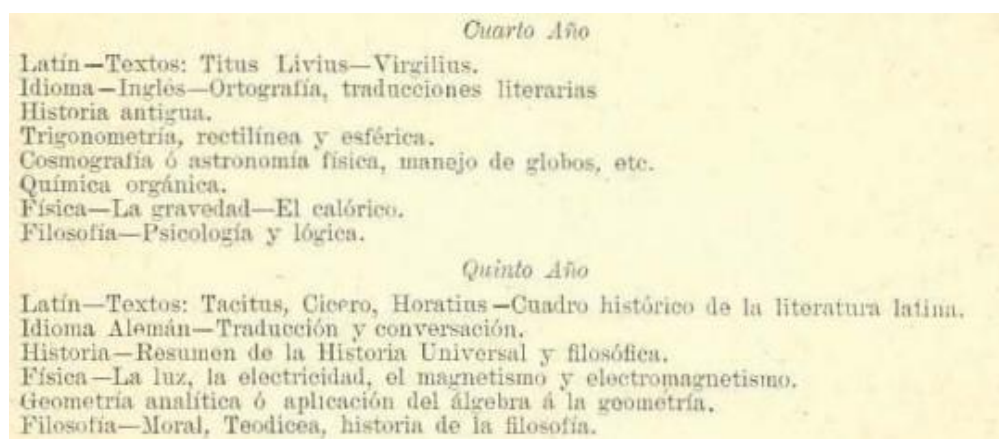 Cuarto Año
Latín—Textos: Titus Livius—Virgilius.
Idioma—Inglés—Ortografía, traducciones literarias
Historia antigua.
Trigonometría, rectilínea y esférica.
Cosmografía ó astronomía física, manejo de globos, etc.
Química orgánica.
Física—La gravedad—El calórico.
Filosofía—Psicología y lógica.
Quinto Año
Latín—Textos: Tacitus, Cicero, Horatius—Cuadro histórico de la literatura latina.
Idioma Alemán—Traducción y conversación.
Historia—Resumen de la Historia Universal y filosófica.
Física—La luz, la electricidad, el magnetismo y electromagnetismo.
Geometría analítica ó aplicación del álgebra á la geometría.
Filosofía—Moral, Teodicea, historia de la filosofía.